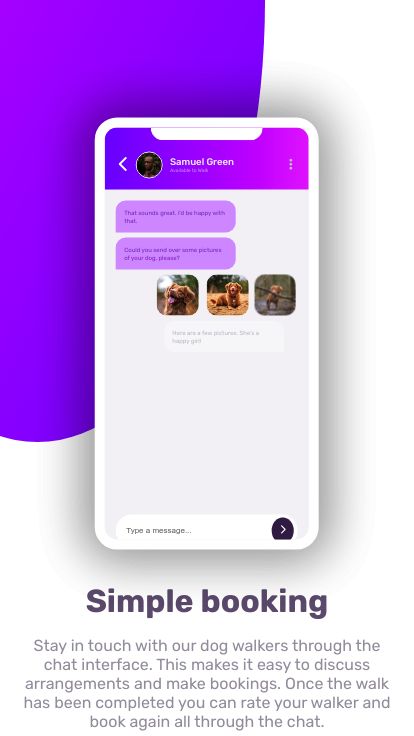 Samuel Green
Available to Walk
That sounds great. I'd be happy with
that.
Could you send over some pictures
of your dog, please?
Here are a few pictures. She's a
happy girl!
Type a message...
Simple booking
Stay in touch with our dog walkers through the
chat interface. This makes it easy to discuss
arrangements and make bookings. Once the walk
has been completed you can rate your walker and
book again all through the chat.